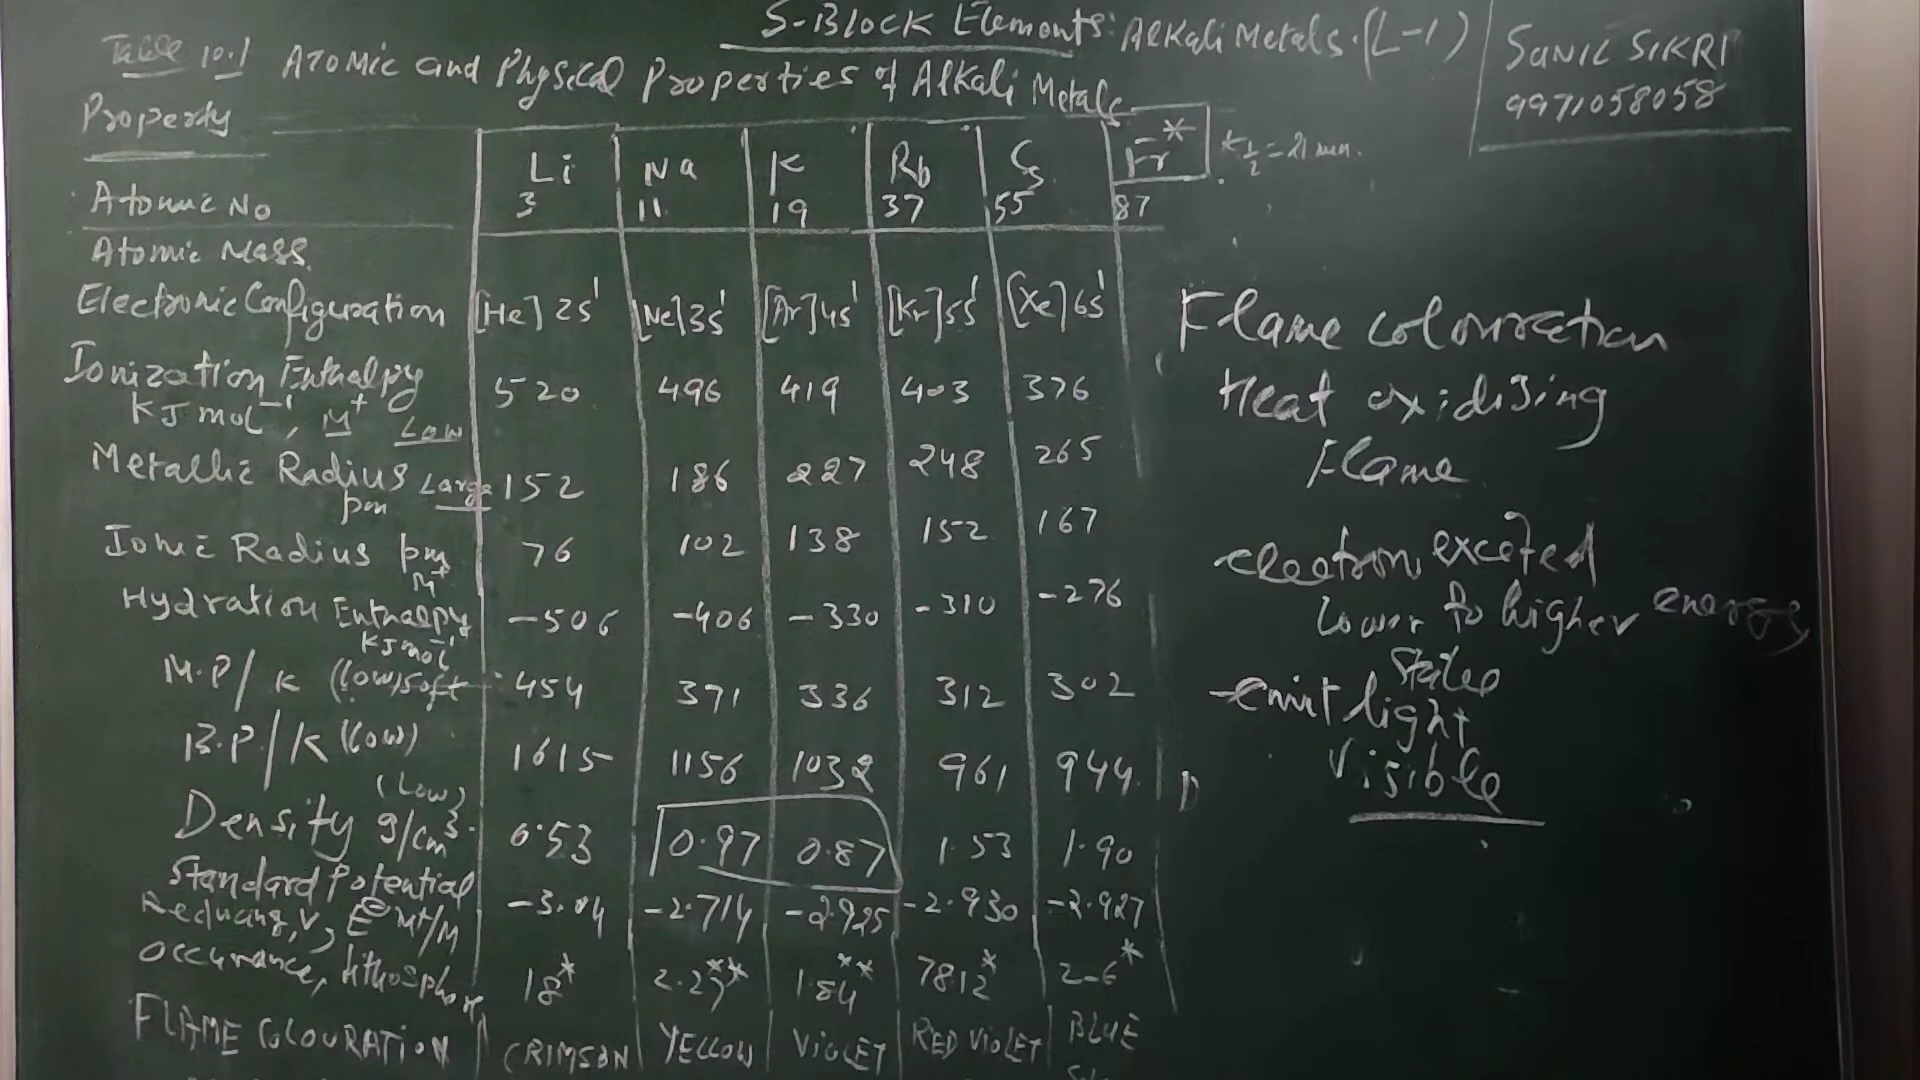 S-BLOCK Elements: Alkali Metals. (L-1)
SUNIL SIKRI
9971058058
Table 10.1 Atomic and Physical Properties of Alkali Metals
Property
Li Na K Rb Cs Fr* t½ = 21 min.
Atomic No 3 11 19 37 55 87
Atomic Mass
Electronic Configuration [He] 2s¹ [Ne] 3s¹ [Ar] 4s¹ [Kr] 5s¹ [Xe] 6s¹
Ionization Enthalpy 520 496 419 403 376
KJ mol⁻¹, M⁺ Low
Metallic Radius Large 152 186 227 248 265
pm
Ionic Radius pm 76 102 138 152 167
M⁺
Hydration Enthalpy -506 -406 -330 -310 -276
KJ mol⁻¹
M.P/K (low) soft 454 371 336 312 302
B.P/K (low) 1615 1156 1032 961 944
(Low)
Density g/cm³ 0.53 0.97 0.87 1.53 1.90
Standard Potential
Reducing, V, E⊖ M⁺/M -3.04 -2.714 -2.925 -2.930 -2.927
Occurance, lithosphere 18* 2.27** 1.84** 7812* 2-6*
FLAME COLOURATION CRIMSON YELLOW VIOLET RED VIOLET BLUE
Flame colouration
Heat oxidising
Flame
electron excited
lower to higher energy
states
emit light
visible